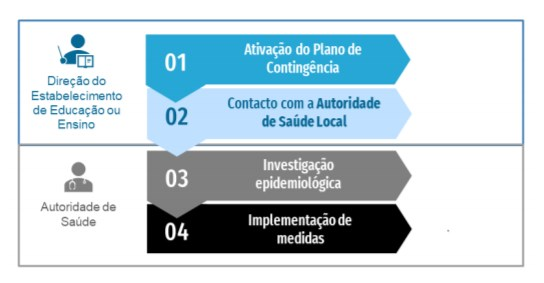 Direção do
Estabelecimento
de Educação ou
Ensino
01
Ativação do Plano de
Contingência
02
Contacto com a Autoridade
de Saúde Local
Autoridade de
Saúde
03
Investigação
epidemiológica
04
Implementação de
medidas